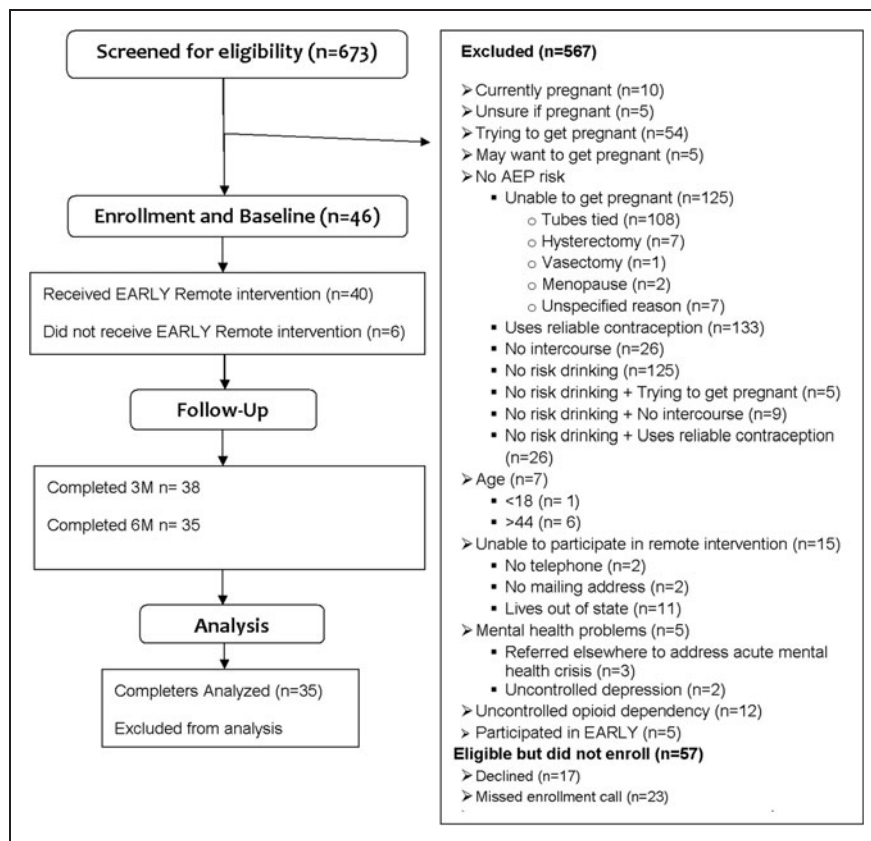 Screened for eligibility (n=673)
Enrollment and Baseline (n=46)
Received EARLY Remote intervention (n=40)
Did not receive EARLY Remote intervention (n=6)
Follow-Up
Completed 3M n= 38
Completed 6M n= 35
Analysis
Completers Analyzed (n=35)
Excluded from analysis
Excluded (n=567)
➢ Currently pregnant (n=10)
➢ Unsure if pregnant (n=5)
➢ Trying to get pregnant (n=54)
➢ May want to get pregnant (n=5)
➢ No AEP risk
▪ Unable to get pregnant (n=125)
○ Tubes tied (n=108)
○ Hysterectomy (n=7)
○ Vasectomy (n=1)
○ Menopause (n=2)
○ Unspecified reason (n=7)
▪ Uses reliable contraception (n=133)
▪ No intercourse (n=26)
▪ No risk drinking (n=125)
▪ No risk drinking + Trying to get pregnant (n=5)
▪ No risk drinking + No intercourse (n=9)
▪ No risk drinking + Uses reliable contraception
(n=26)
➢ Age (n=7)
▪ <18 (n= 1)
▪ >44 (n= 6)
➢ Unable to participate in remote intervention (n=15)
▪ No telephone (n=2)
▪ No mailing address (n=2)
▪ Lives out of state (n=11)
➢ Mental health problems (n=5)
▪ Referred elsewhere to address acute mental
health crisis (n=3)
▪ Uncontrolled depression (n=2)
➢ Uncontrolled opioid dependency (n=12)
➢ Participated in EARLY (n=5)
Eligible but did not enroll (n=57)
➢ Declined (n=17)
➢ Missed enrollment call (n=23)